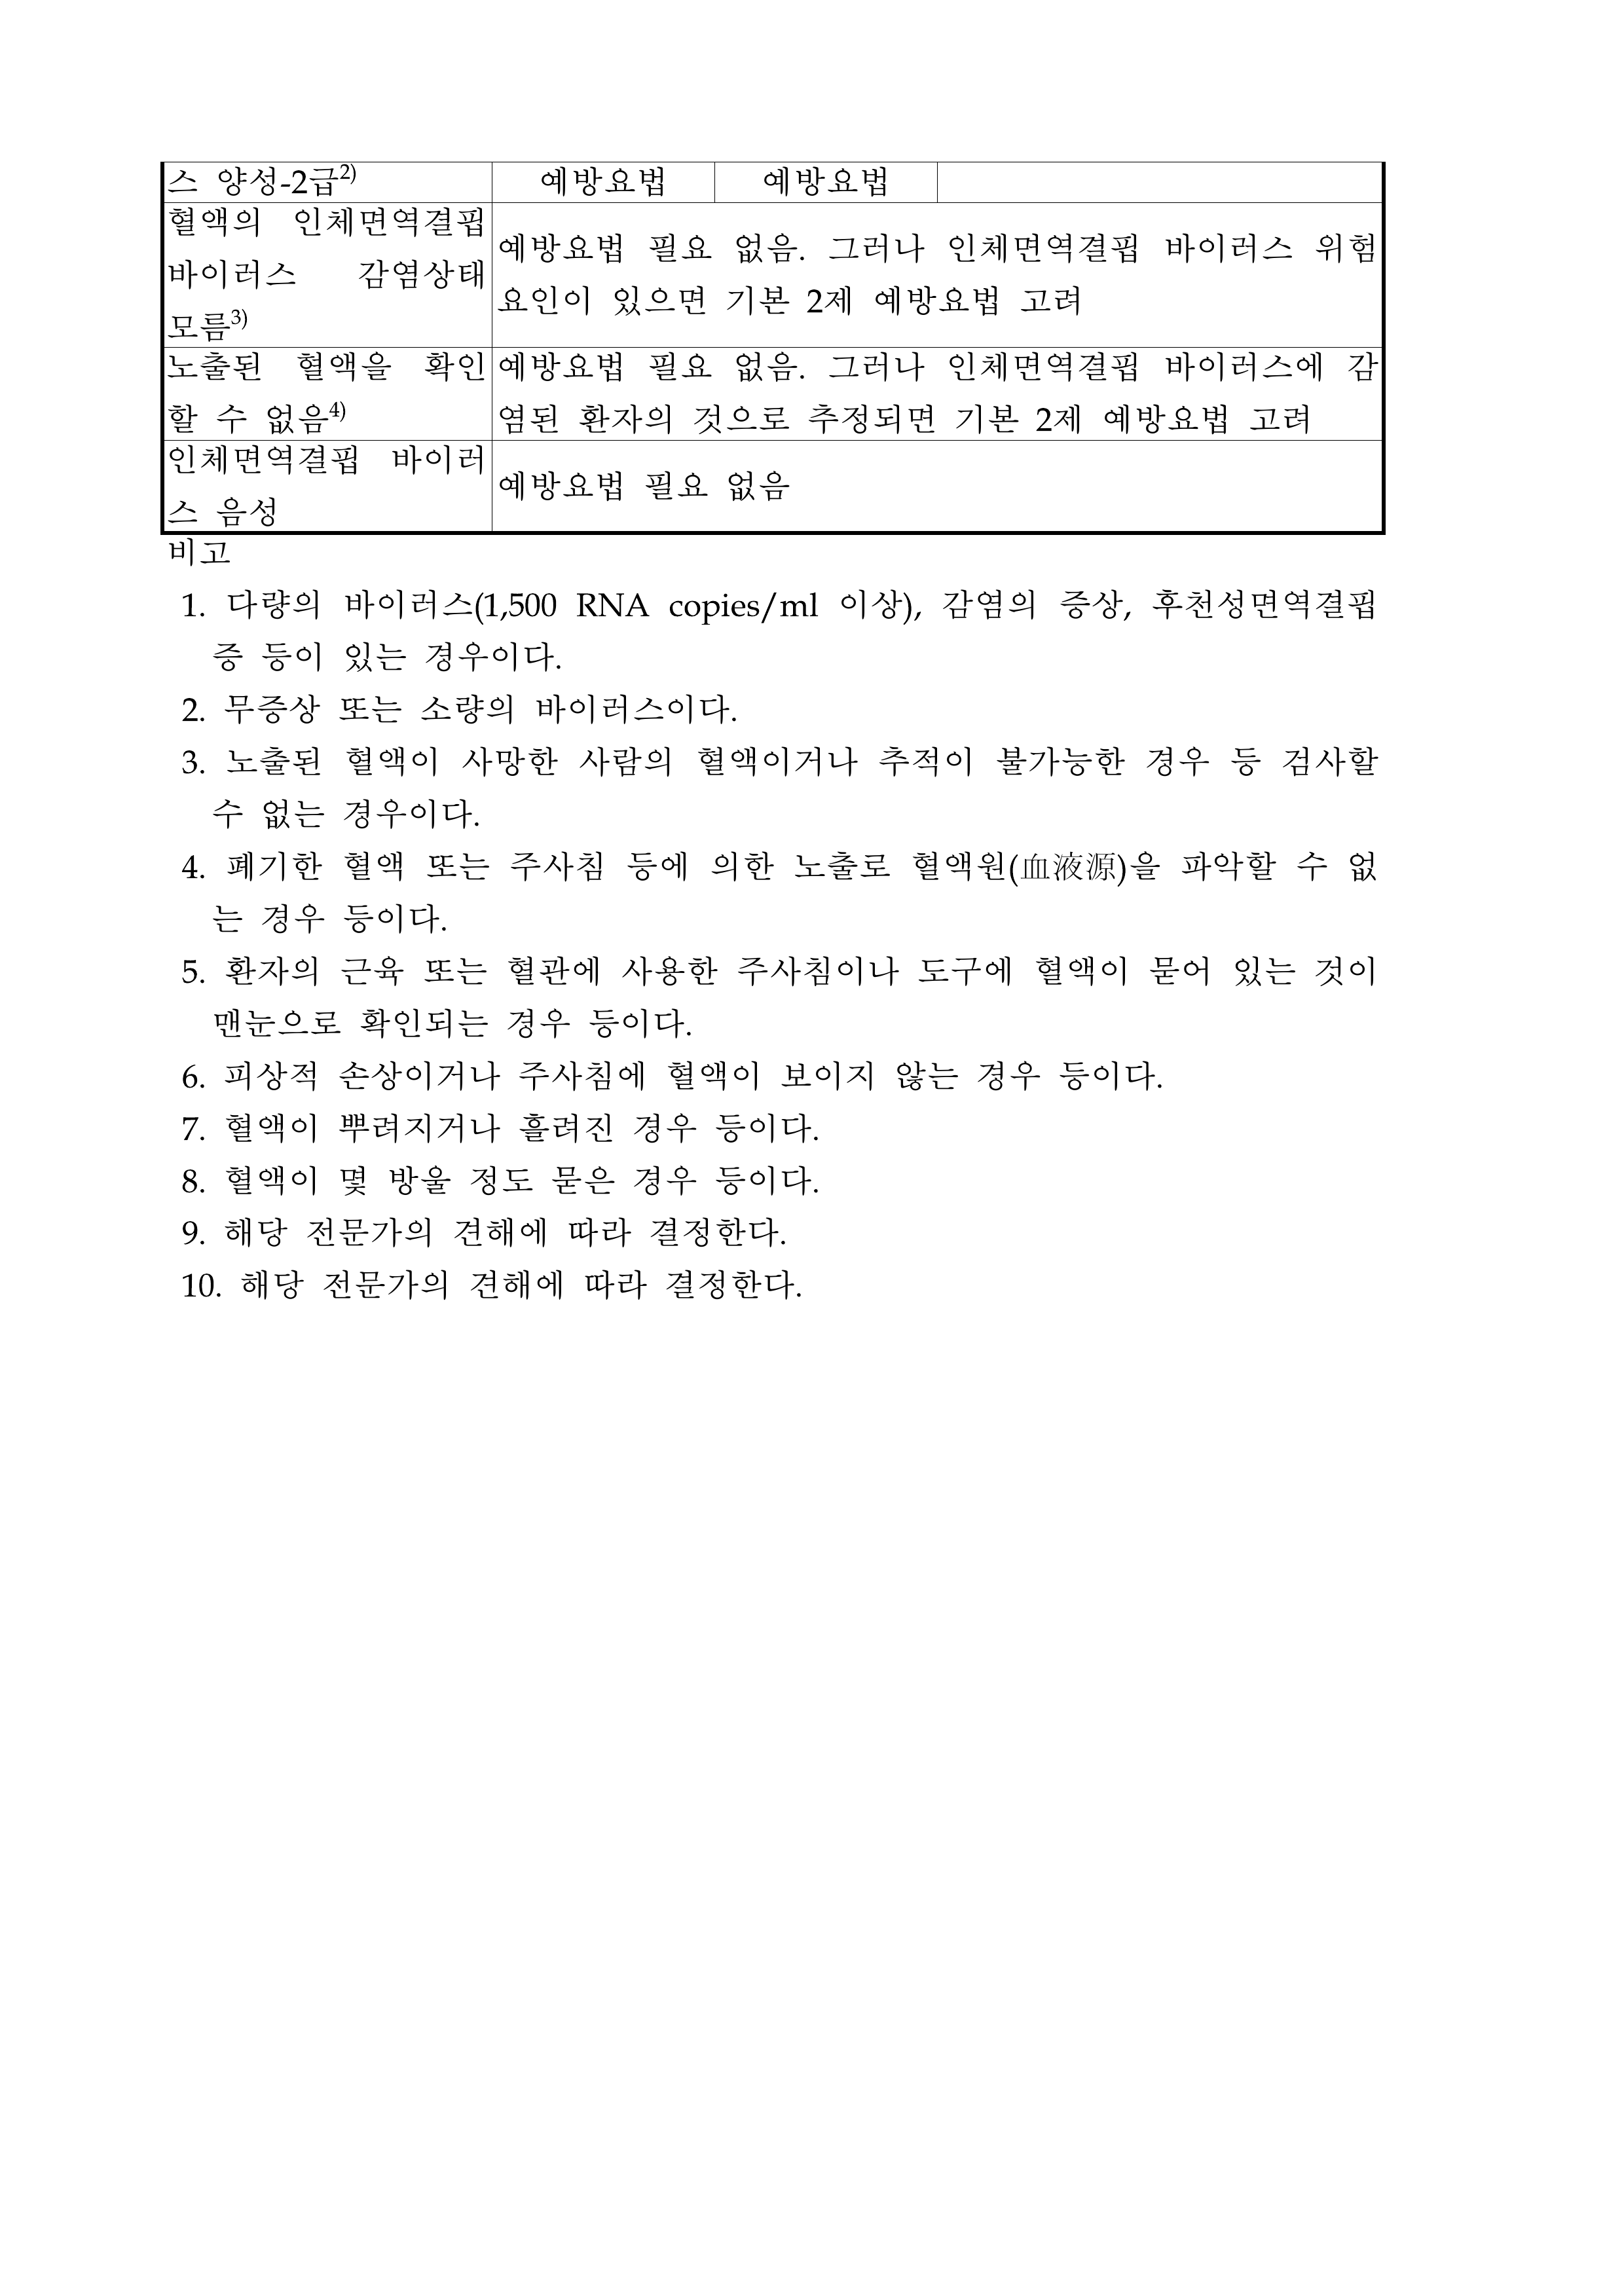 스 양성-2급2) 예방요법 예방요법
혈액의 인체면역결핍
바이러스 감염상태
모름3)
예방요법 필요 없음. 그러나 인체면역결핍 바이러스 위험
요인이 있으면 기본 2제 예방요법 고려
노출된 혈액을 확인
할 수 없음4)
예방요법 필요 없음. 그러나 인체면역결핍 바이러스에 감
염된 환자의 것으로 추정되면 기본 2제 예방요법 고려
인체면역결핍 바이러
스 음성
예방요법 필요 없음
비고
1. 다량의 바이러스(1,500 RNA copies/ml 이상), 감염의 증상, 후천성면역결핍
증 등이 있는 경우이다.
2. 무증상 또는 소량의 바이러스이다.
3. 노출된 혈액이 사망한 사람의 혈액이거나 추적이 불가능한 경우 등 검사할
수 없는 경우이다.
4. 폐기한 혈액 또는 주사침 등에 의한 노출로 혈액원(血液源)을 파악할 수 없
는 경우 등이다.
5. 환자의 근육 또는 혈관에 사용한 주사침이나 도구에 혈액이 묻어 있는 것이
맨눈으로 확인되는 경우 등이다.
6. 피상적 손상이거나 주사침에 혈액이 보이지 않는 경우 등이다.
7. 혈액이 뿌려지거나 흘려진 경우 등이다.
8. 혈액이 몇 방울 정도 묻은 경우 등이다.
9. 해당 전문가의 견해에 따라 결정한다.
10. 해당 전문가의 견해에 따라 결정한다.